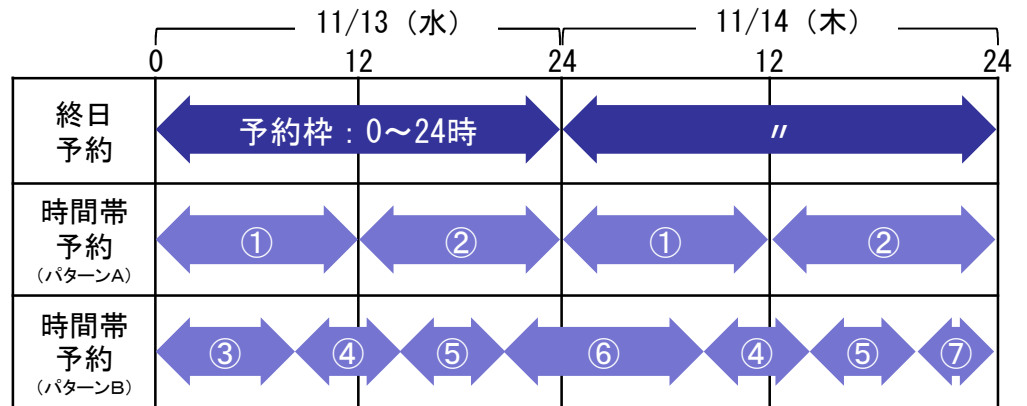 11/13（水） 11/14（木）
0 12 24 12 24
終日
予約
予約枠：0～24時 〃
時間帯
予約
（パターンA）
① ② ① ②
時間帯
予約
（パターンB）
③ ④ ⑤ ⑥ ④ ⑤ ⑦